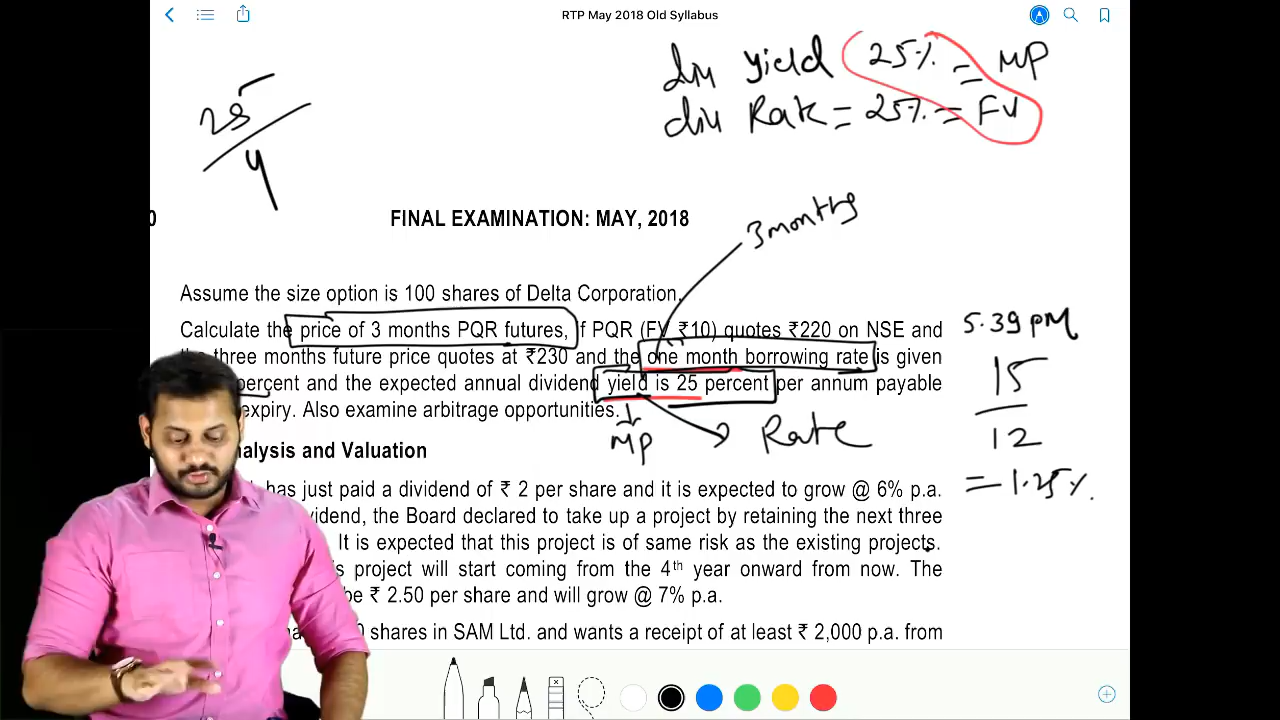 RTP May 2018 Old Syllabus
div yield 25% = MP
div Rate = 25% = FV
25
4
3 months
0 FINAL EXAMINATION: MAY, 2018
Assume the size option is 100 shares of Delta Corporation.
Calculate the price of 3 months PQR futures, if PQR (FV ₹10) quotes ₹220 on NSE and
three months future price quotes at ₹230 and the one month borrowing rate is given
percent and the expected annual dividend yield is 25 percent per annum payable
expiry. Also examine arbitrage opportunities.
MP
Rate
5.39 pm
15
12
= 1.25%.
nalysis and Valuation
has just paid a dividend of ₹ 2 per share and it is expected to grow @ 6% p.a.
vidend, the Board declared to take up a project by retaining the next three
It is expected that this project is of same risk as the existing projects.
s project will start coming from the 4th year onward from now. The
be ₹ 2.50 per share and will grow @ 7% p.a.
0 shares in SAM Ltd. and wants a receipt of at least ₹ 2,000 p.a. from